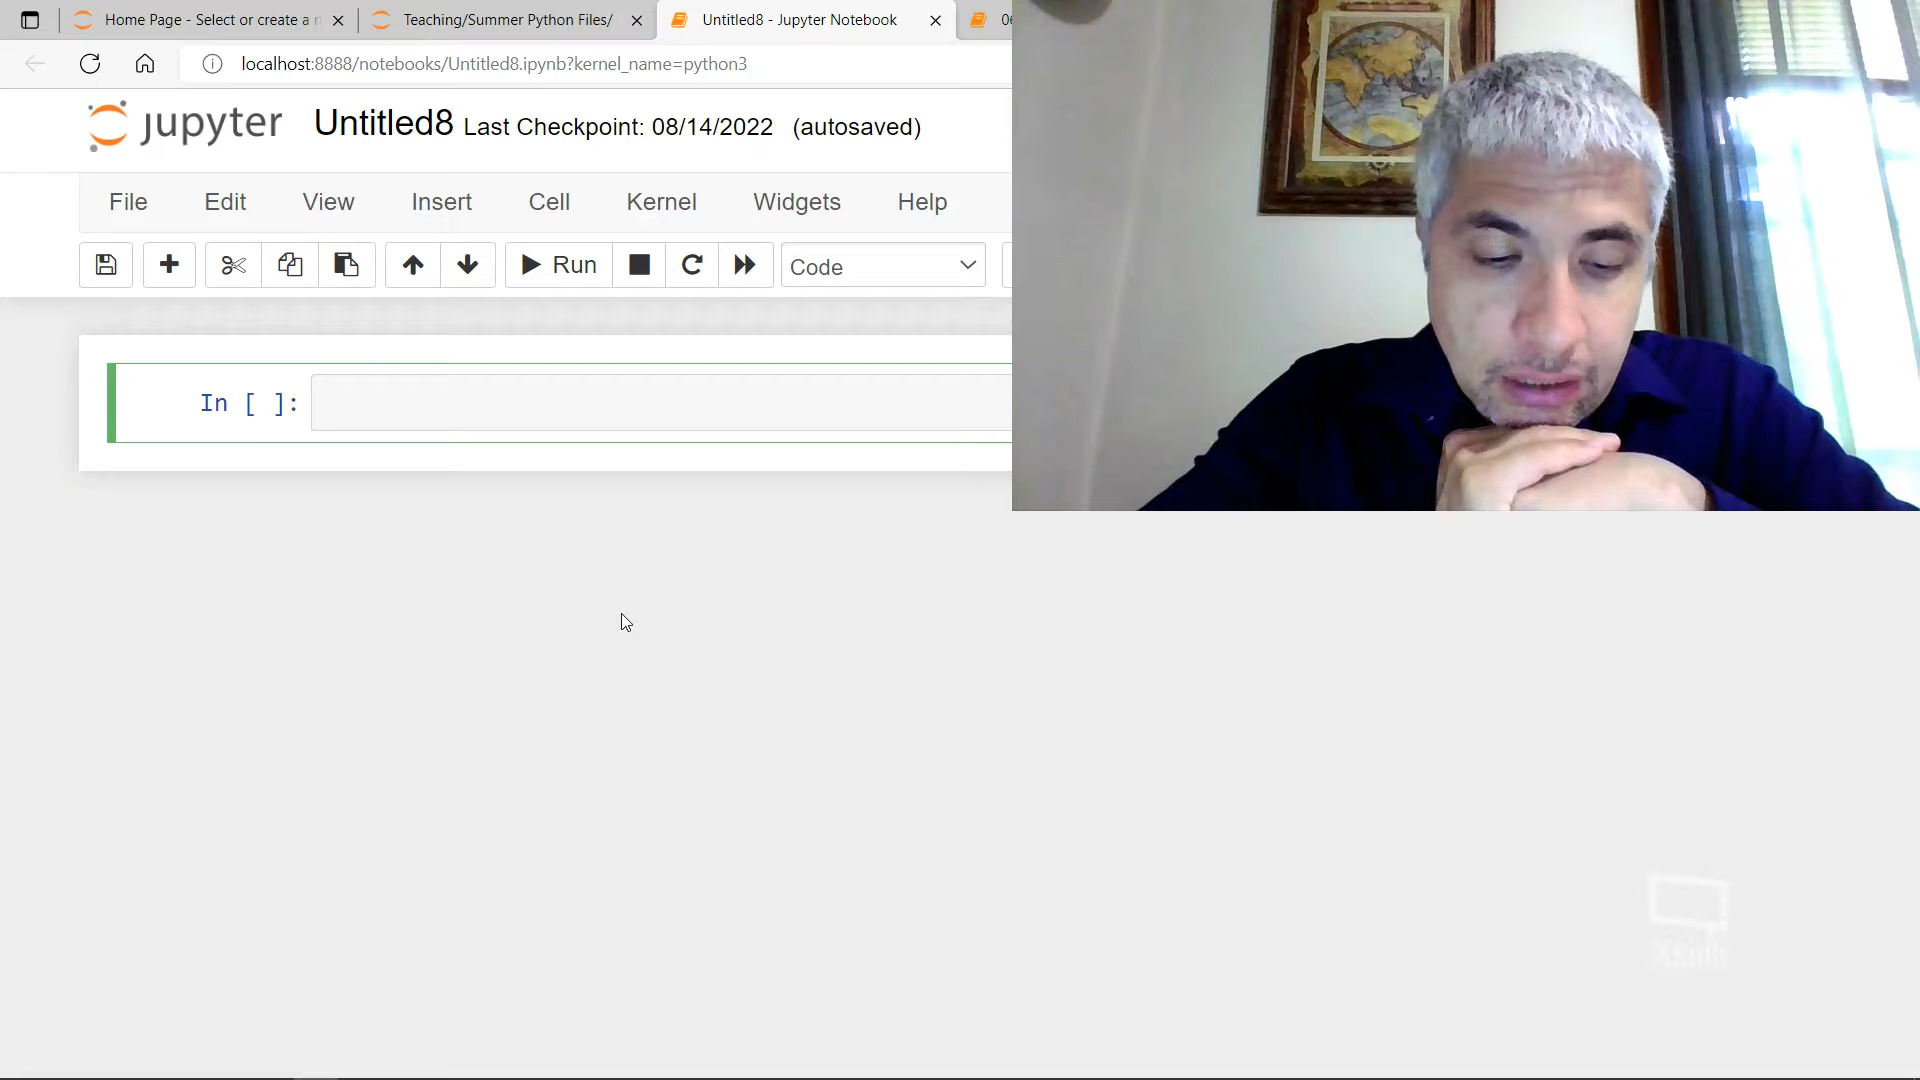 Home Page - Select or create a n
Teaching/Summer Python Files/
Untitled8 - Jupyter Notebook
06
localhost:8888/notebooks/Untitled8.ipynb?kernel_name=python3
jupyter Untitled8 Last Checkpoint: 08/14/2022 (autosaved)
File Edit View Insert Cell Kernel Widgets Help
Run
Code
In [ ]:
XSplit